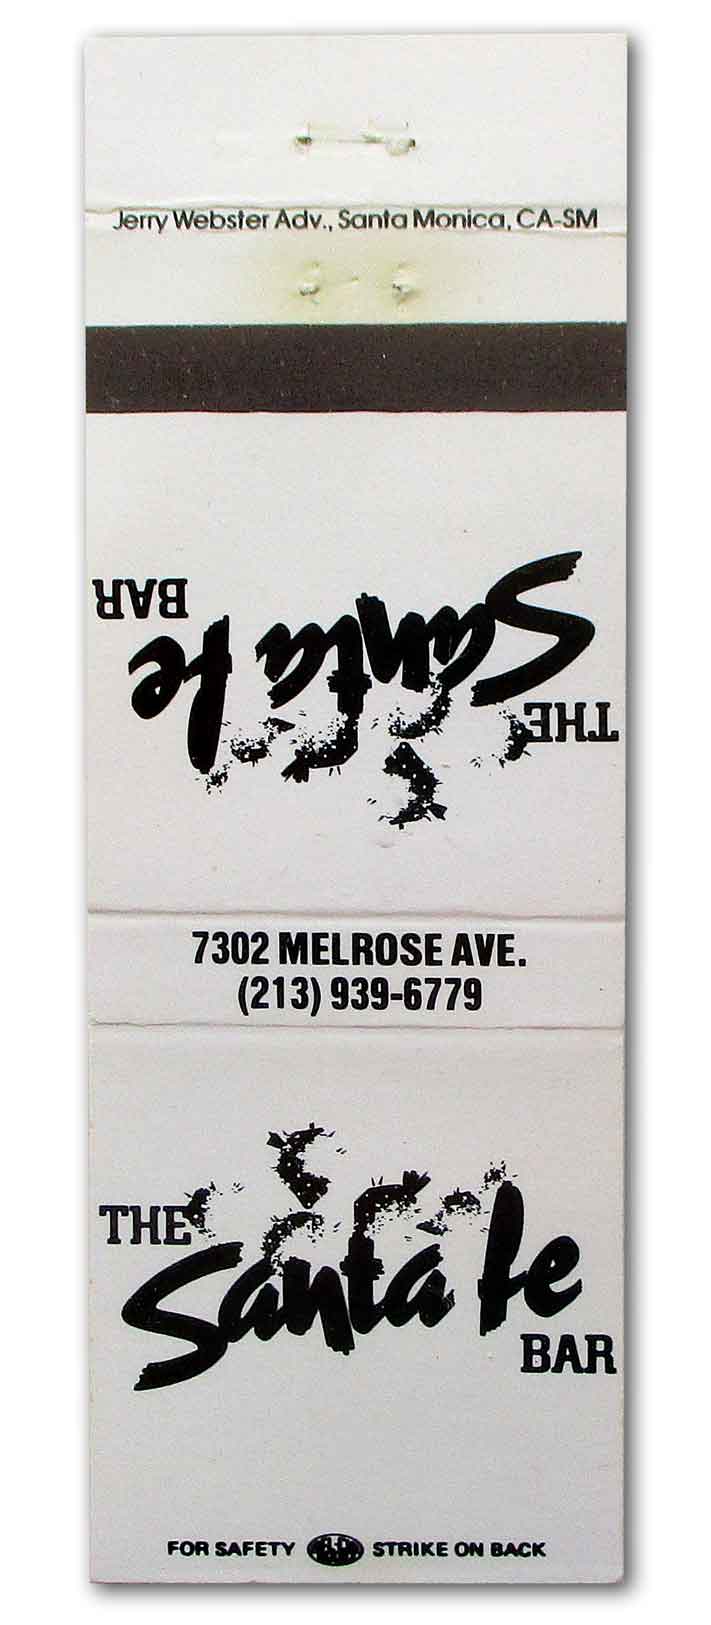 Jerry Webster Adv., Santa Monica, CA-SM
THE
Santa fe
BAR
7302 MELROSE AVE.
(213) 939-6779
THE
Santa fe
BAR
FOR SAFETY STRIKE ON BACK